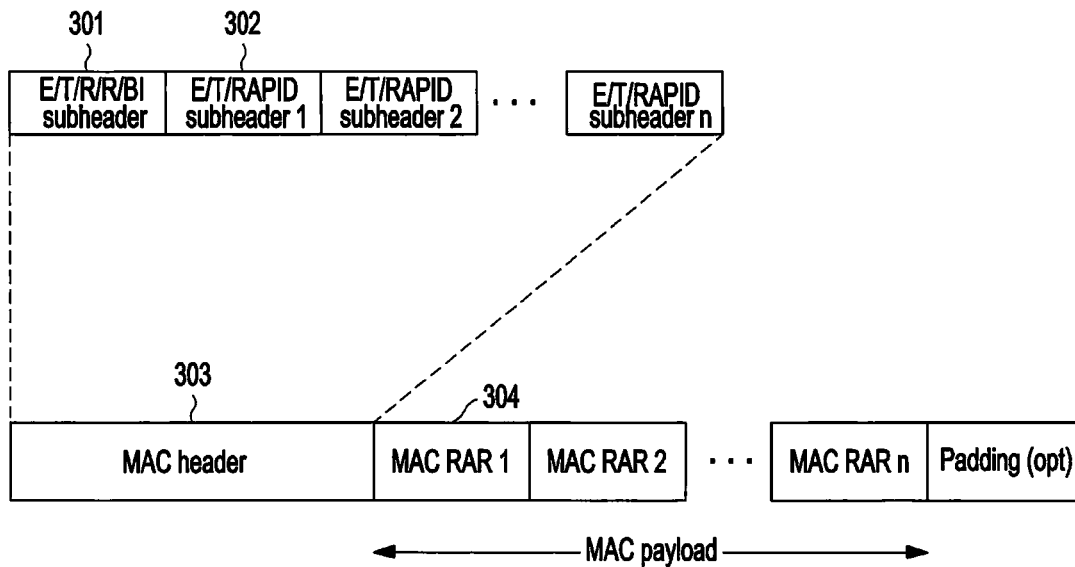 301
302
E/T/R/R/BI
subheader
E/T/RAPID
subheader 1
E/T/RAPID
subheader 2
. . .
E/T/RAPID
subheader n
303
304
MAC header
MAC RAR 1
MAC RAR 2
. . .
MAC RAR n
Padding (opt)
MAC payload